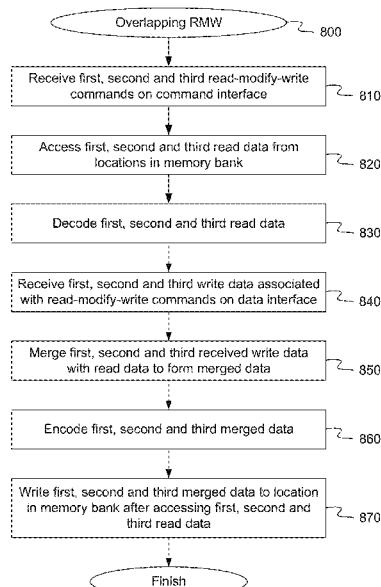 Overlapping RMW
800
Receive first, second and third read-modify-write
commands on command interface
810
Access first, second and third read data from
locations in memory bank
820
Decode first, second and third read data
830
Receive first, second and third write data associated
with read-modify-write commands on data interface
840
Merge first, second and third received write data
with read data to form merged data
850
Encode first, second and third merged data
860
Write first, second and third merged data to location
in memory bank after accessing first, second and
third read data
870
Finish